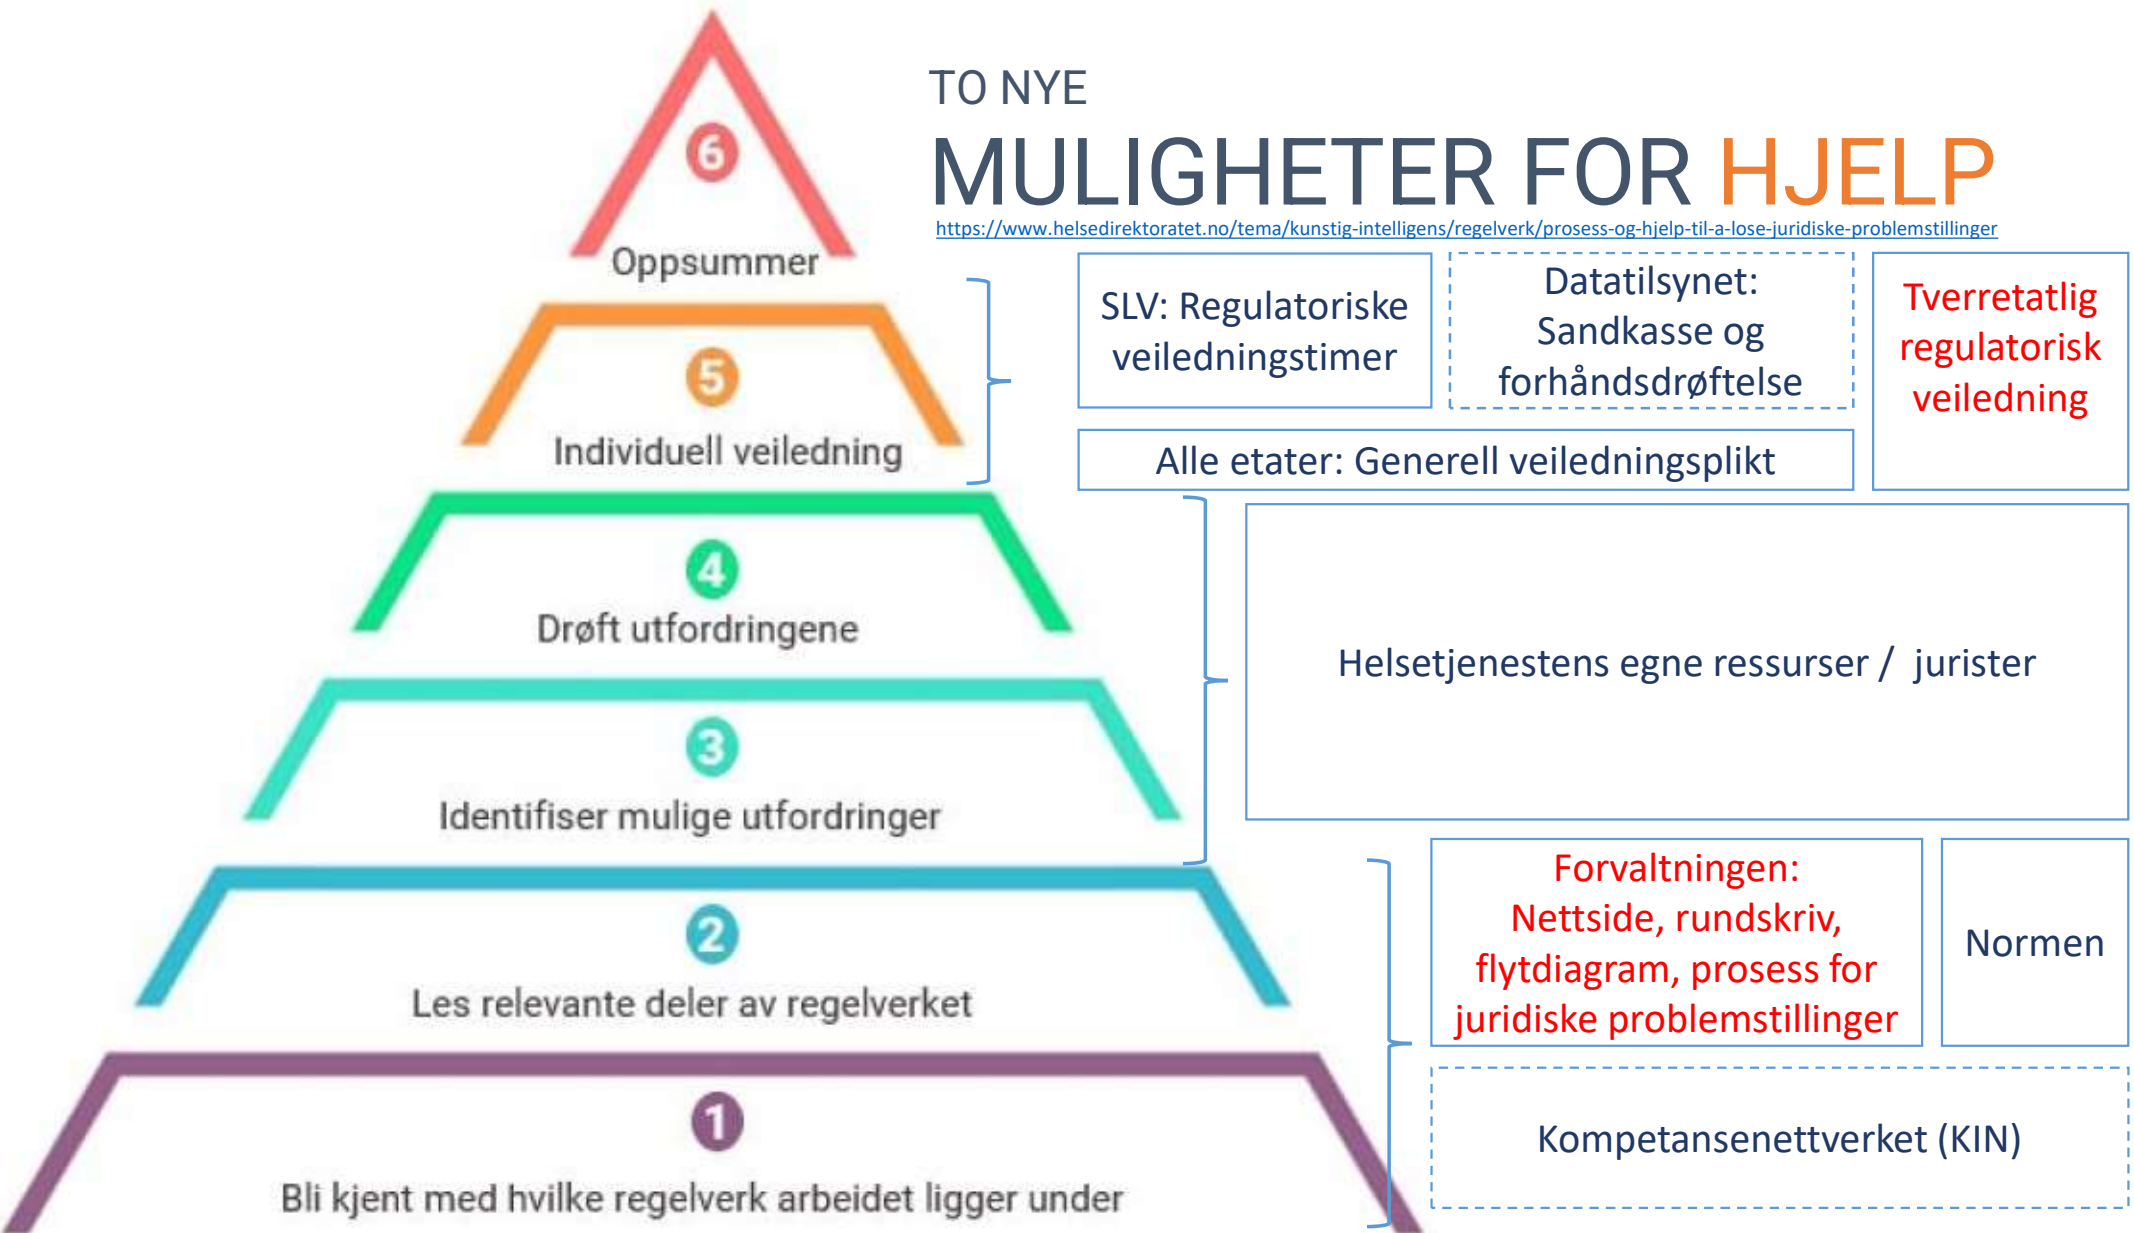 TO NYE
MULIGHETER FOR HJELP
https://www.helsedirektoratet.no/tema/kunstig-intelligens/regelverk/prosess-og-hjelp-til-a-lose-juridiske-problemstillinger
6
Oppsummer
5
Individuell veiledning
4
Drøft utfordringene
3
Identifiser mulige utfordringer
2
Les relevante deler av regelverket
1
Bli kjent med hvilke regelverk arbeidet ligger under
SLV: Regulatoriske
veiledningstimer
Datatilsynet:
Sandkasse og
forhåndsdrøftelse
Tverretatlig
regulatorisk
veiledning
Alle etater: Generell veiledningsplikt
Helsetjenestens egne ressurser / jurister
Forvaltningen:
Nettside, rundskriv,
flytdiagram, prosess for
juridiske problemstillinger
Normen
Kompetansenettverket (KIN)